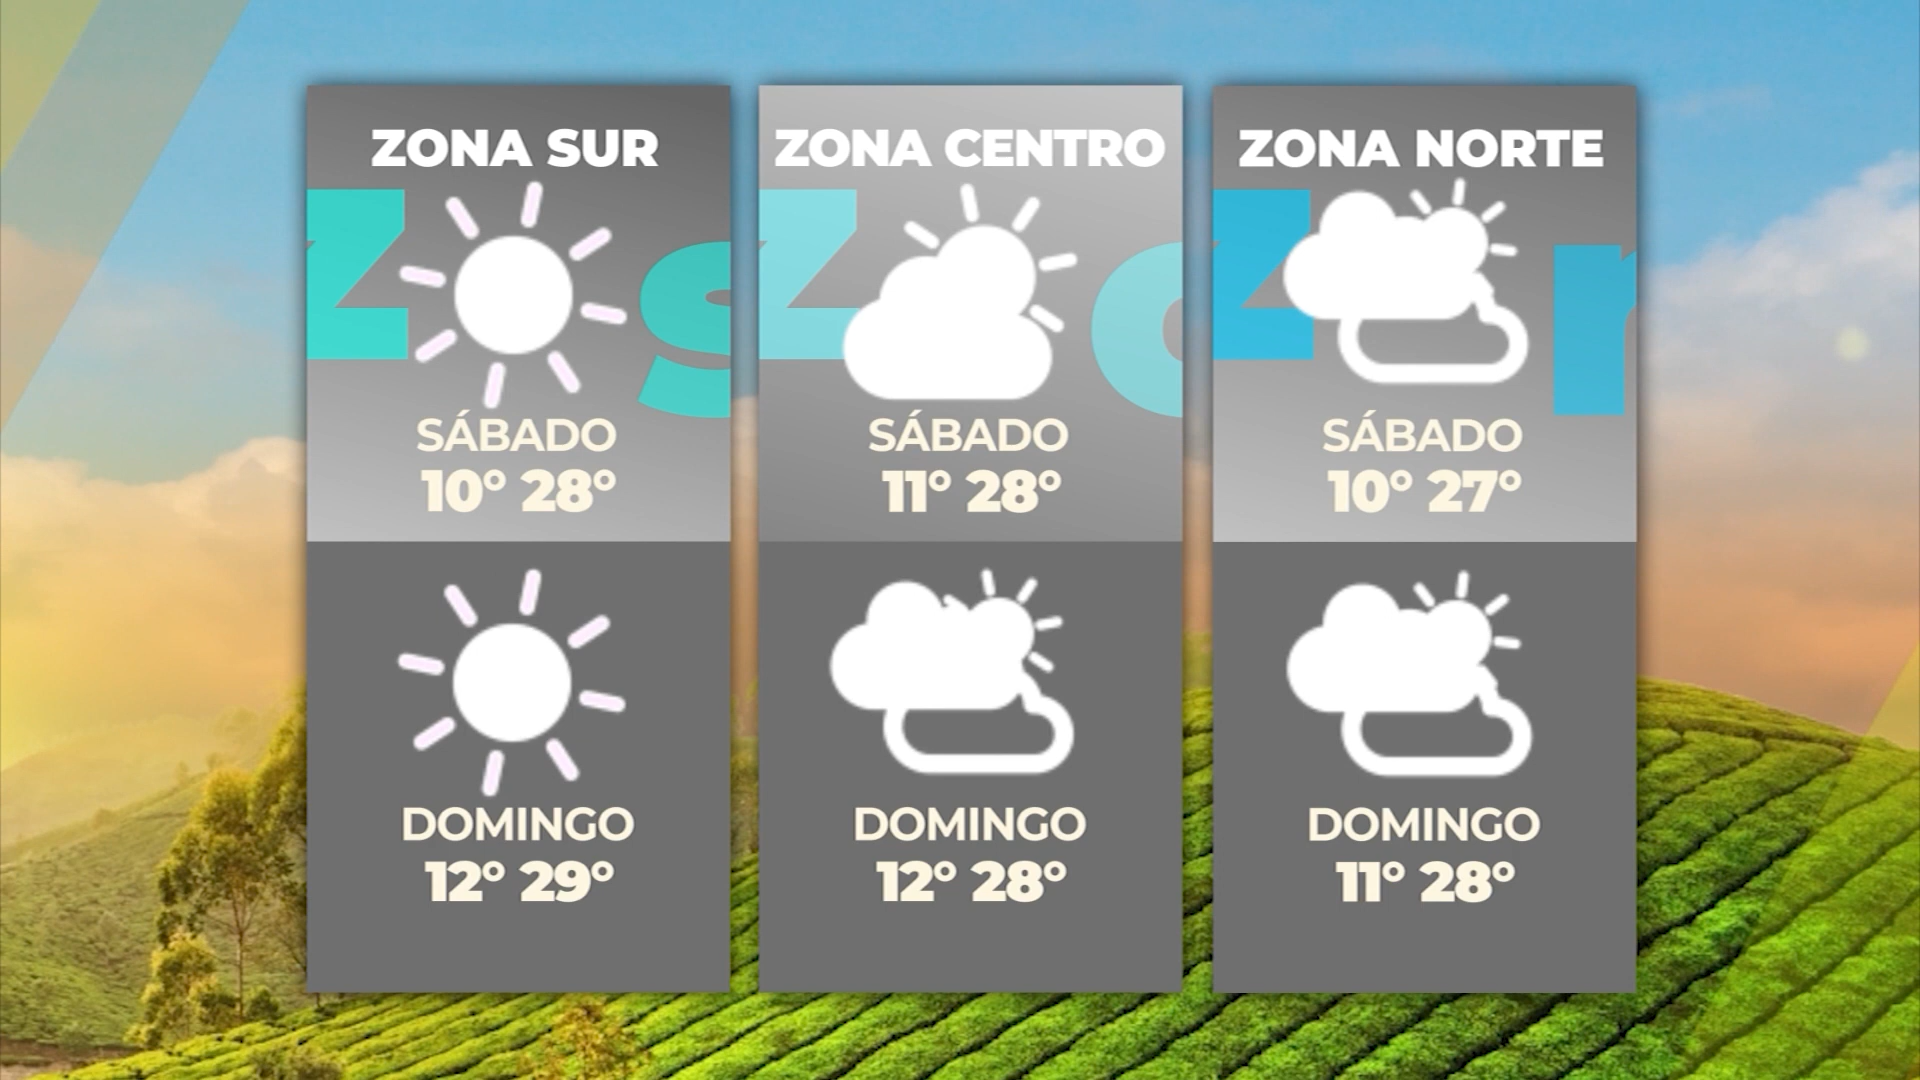 ZONA SUR
z s
SÁBADO
10° 28°
DOMINGO
12° 29°
ZONA CENTRO
z c
SÁBADO
11° 28°
DOMINGO
12° 28°
ZONA NORTE
z n
SÁBADO
10° 27°
DOMINGO
11° 28°